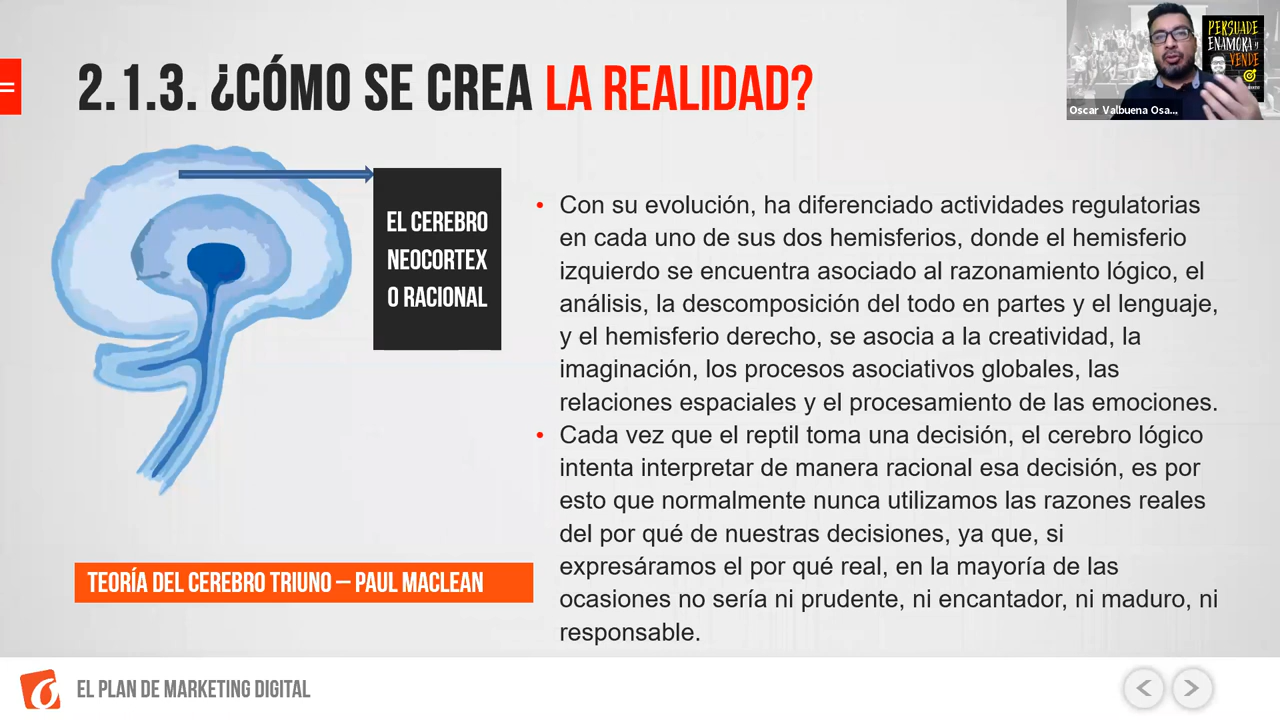 2.1.3. ¿CÓMO SE CREA LA REALIDAD?
PERSUADE
ENAMORA y
VENDE
Oscar Valbuena Osa...
EL CEREBRO
NEOCORTEX
O RACIONAL
• Con su evolución, ha diferenciado actividades regulatorias
en cada uno de sus dos hemisferios, donde el hemisferio
izquierdo se encuentra asociado al razonamiento lógico, el
análisis, la descomposición del todo en partes y el lenguaje,
y el hemisferio derecho, se asocia a la creatividad, la
imaginación, los procesos asociativos globales, las
relaciones espaciales y el procesamiento de las emociones.
• Cada vez que el reptil toma una decisión, el cerebro lógico
intenta interpretar de manera racional esa decisión, es por
esto que normalmente nunca utilizamos las razones reales
del por qué de nuestras decisiones, ya que, si
expresáramos el por qué real, en la mayoría de las
ocasiones no sería ni prudente, ni encantador, ni maduro, ni
responsable.
TEORÍA DEL CEREBRO TRIUNO – PAUL MACLEAN
EL PLAN DE MARKETING DIGITAL